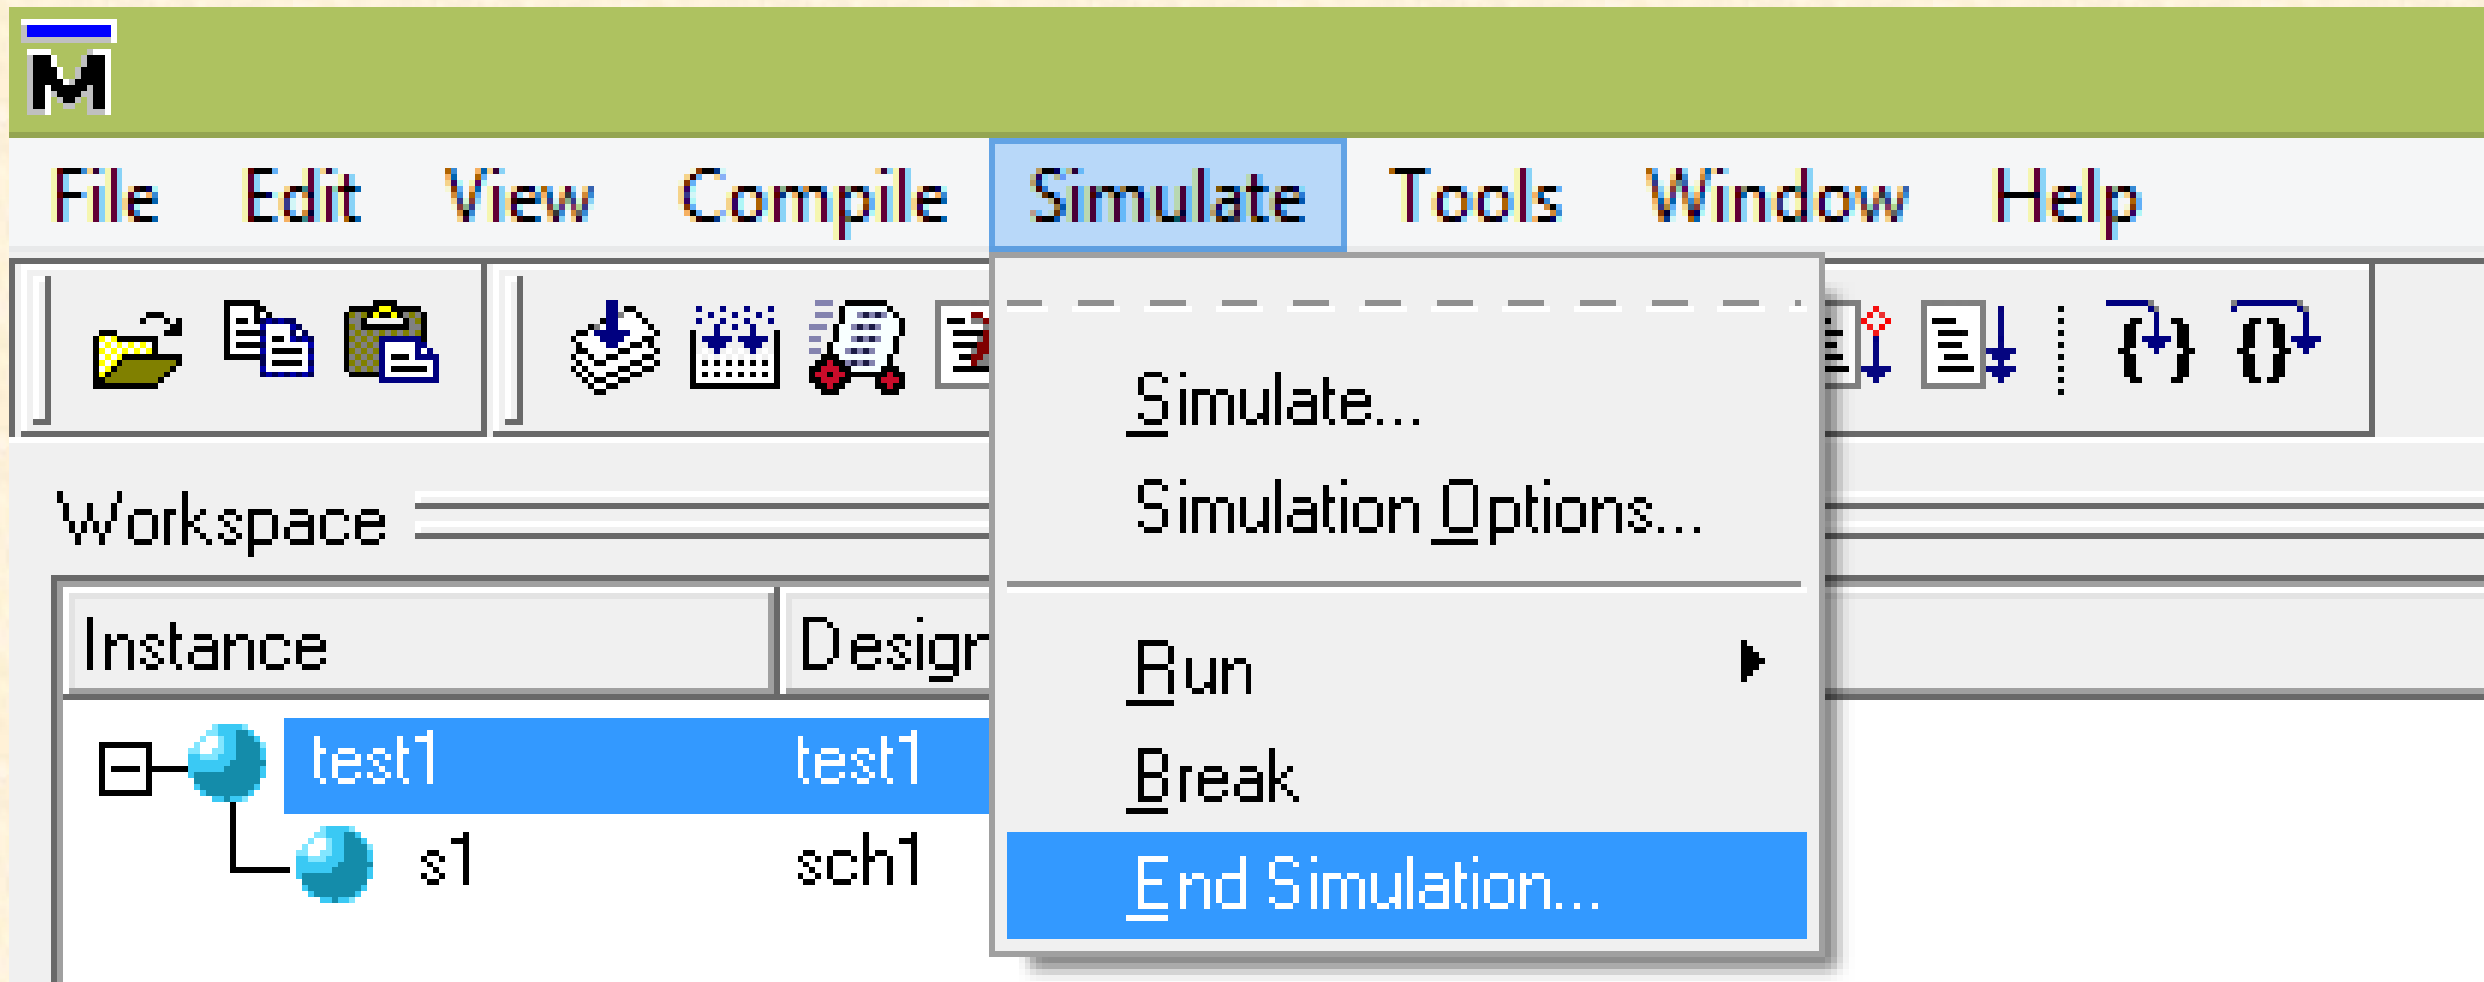 M
File Edit View Compile Simulate Tools Window Help
Simulate...
Simulation Options...
Run
Break
End Simulation...
Workspace
Instance
test1 test1
s1 sch1